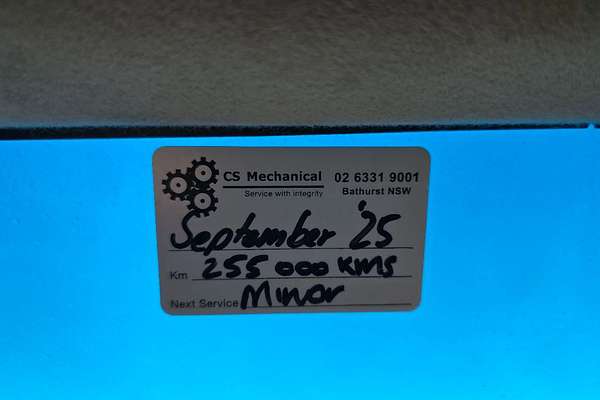 CS Mechanical 02 6331 9001
Service with integrity Bathurst NSW
September '25
Km 255 000 KMS
Next Service Minor